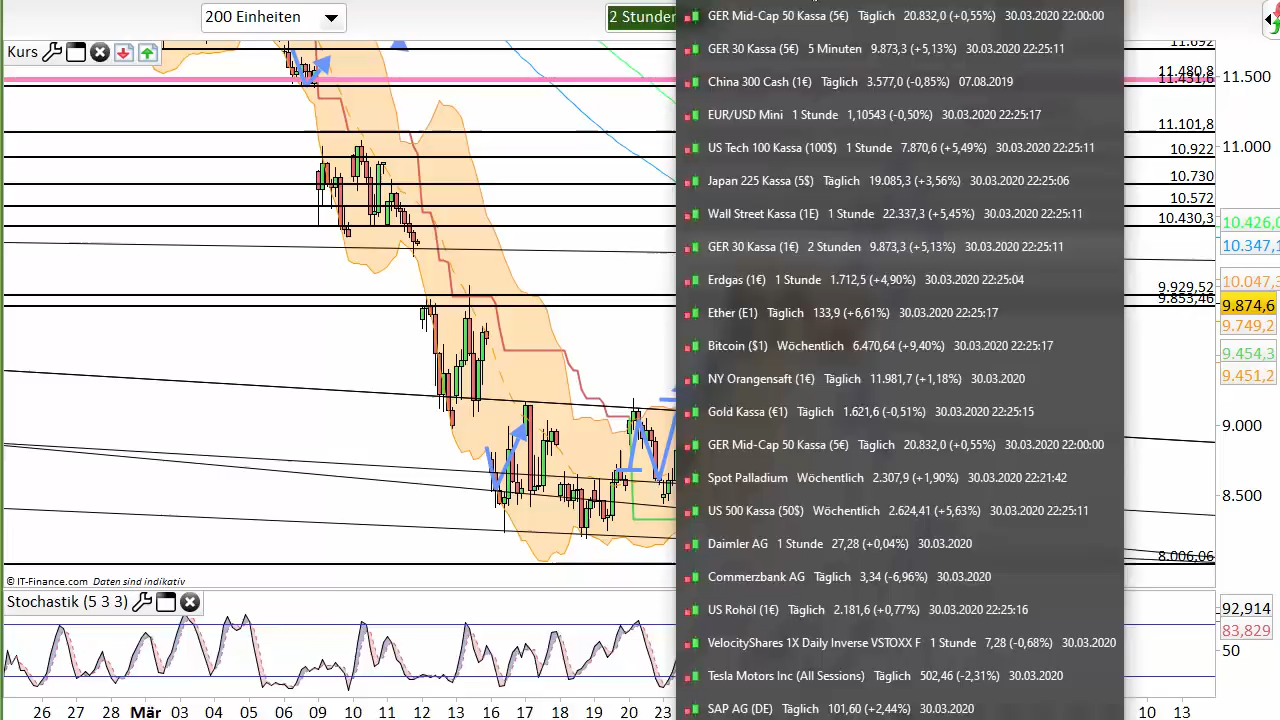 200 Einheiten
2 Stunden
Kurs
GER Mid-Cap 50 Kassa (5€) Täglich 20.832,0 (+0,55%) 30.03.2020 22:00:00
GER 30 Kassa (5€) 5 Minuten 9.873,3 (+5,13%) 30.03.2020 22:25:11
China 300 Cash (1€) Täglich 3.577,0 (-0,85%) 07.08.2019
EUR/USD Mini 1 Stunde 1,10543 (-0,50%) 30.03.2020 22:25:17
US Tech 100 Kassa (100$) 1 Stunde 7.870,6 (+5,49%) 30.03.2020 22:25:11
Japan 225 Kassa (5$) Täglich 19.085,3 (+3,56%) 30.03.2020 22:25:06
Wall Street Kassa (1E) 1 Stunde 22.337,3 (+5,45%) 30.03.2020 22:25:11
GER 30 Kassa (1€) 2 Stunden 9.873,3 (+5,13%) 30.03.2020 22:25:11
Erdgas (1€) 1 Stunde 1.712,5 (+4,90%) 30.03.2020 22:25:04
Ether (E1) Täglich 133,9 (+6,61%) 30.03.2020 22:25:17
Bitcoin ($1) Wöchentlich 6.470,64 (+9,40%) 30.03.2020 22:25:17
NY Orangensaft (1€) Täglich 11.981,7 (+1,18%) 30.03.2020
Gold Kassa (€1) Täglich 1.621,6 (-0,51%) 30.03.2020 22:25:15
GER Mid-Cap 50 Kassa (5€) Täglich 20.832,0 (+0,55%) 30.03.2020 22:00:00
Spot Palladium Wöchentlich 2.307,9 (+1,90%) 30.03.2020 22:21:42
US 500 Kassa (50$) Wöchentlich 2.624,41 (+5,63%) 30.03.2020 22:25:11
Daimler AG 1 Stunde 27,28 (+0,04%) 30.03.2020
Commerzbank AG Täglich 3,34 (-6,96%) 30.03.2020
US Rohöl (1€) Täglich 2.181,6 (+0,77%) 30.03.2020 22:25:16
VelocityShares 1X Daily Inverse VSTOXX F 1 Stunde 7,28 (-0,68%) 30.03.2020
Tesla Motors Inc (All Sessions) Täglich 502,46 (-2,31%) 30.03.2020
SAP AG (DE) Täglich 101,60 (+2,44%) 30.03.2020
11.692
11.480,8
11.431,6
11.101,8
10.922
10.730
10.572
10.430,3
9.929,52
9.853,46
8.006,06
11.500
11.000
10.426,0
10.347,1
10.047,3
9.874,6
9.749,2
9.454,3
9.451,2
9.000
8.500
© IT-Finance.com Daten sind indikativ
Stochastik (5 3 3)
92,914
83,829
50
26 27 28 Mär 03 04 05 06 09 10 11 12 13 16 17 18 19 20 23 10 13